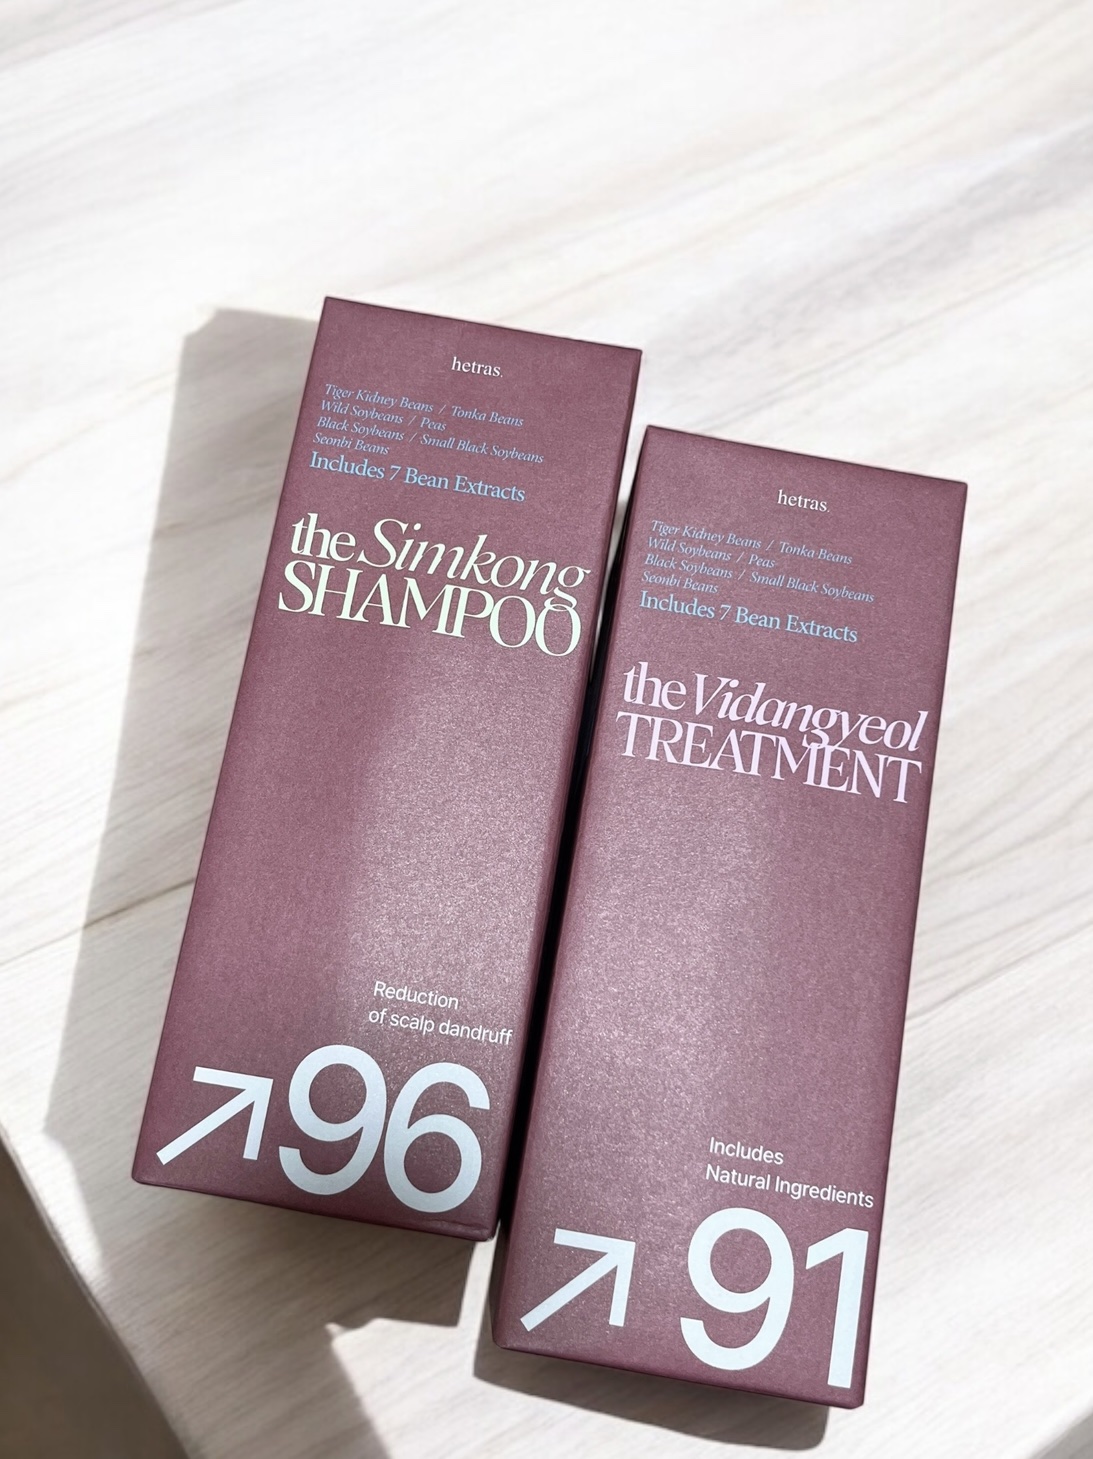 hetras.
Tiger Kidney Beans / Tonka Beans
Wild Soybeans / Peas
Black Soybeans / Small Black Soybeans
Seonbi Beans
Includes 7 Bean Extracts
the Simkong
SHAMPOO
Reduction
of scalp dandruff
↗96
hetras.
Tiger Kidney Beans / Tonka Beans
Wild Soybeans / Peas
Black Soybeans / Small Black Soybeans
Seonbi Beans
Includes 7 Bean Extracts
the Vidangyeol
TREATMENT
Includes
Natural Ingredients
↗91